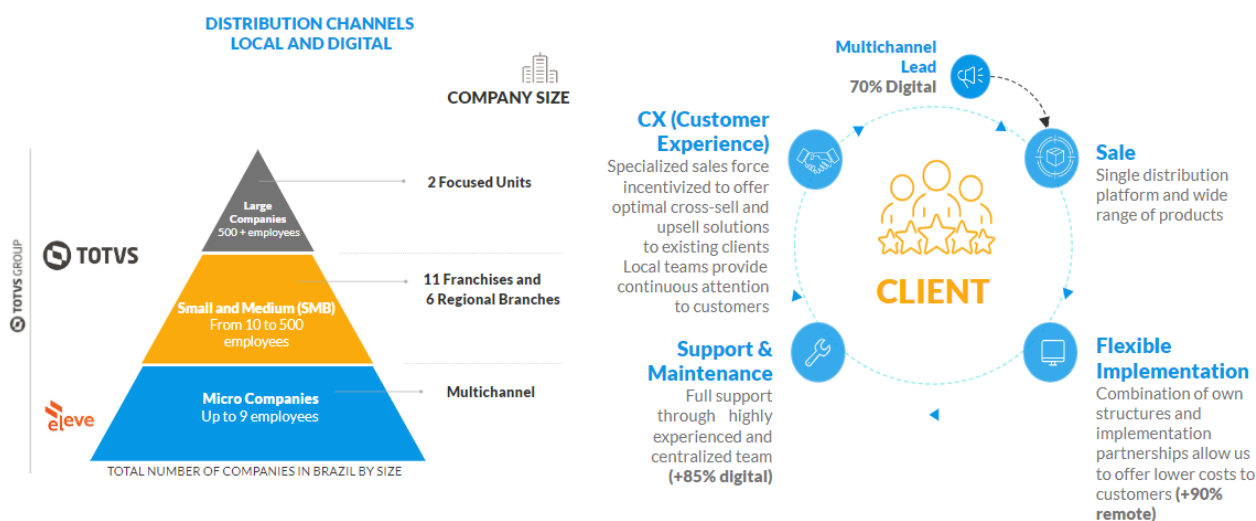 DISTRIBUTION CHANNELS
LOCAL AND DIGITAL
COMPANY SIZE
TOTVS GROUP
TOTVS
eleve
Large
Companies
500 + employees
2 Focused Units
Small and Medium (SMB)
From 10 to 500
employees
11 Franchises and
6 Regional Branches
Micro Companies
Up to 9 employees
Multichannel
TOTAL NUMBER OF COMPANIES IN BRAZIL BY SIZE
Multichannel
Lead
70% Digital
CX (Customer
Experience)
Specialized sales force
incentivized to offer
optimal cross-sell and
upsell solutions
to existing clients
Local teams provide
continuous attention
to customers
Sale
Single distribution
platform and wide
range of products
CLIENT
Support &
Maintenance
Full support
through highly
experienced and
centralized team
(+85% digital)
Flexible
Implementation
Combination of own
structures and
implementation
partnerships allow us
to offer lower costs to
customers (+90%
remote)